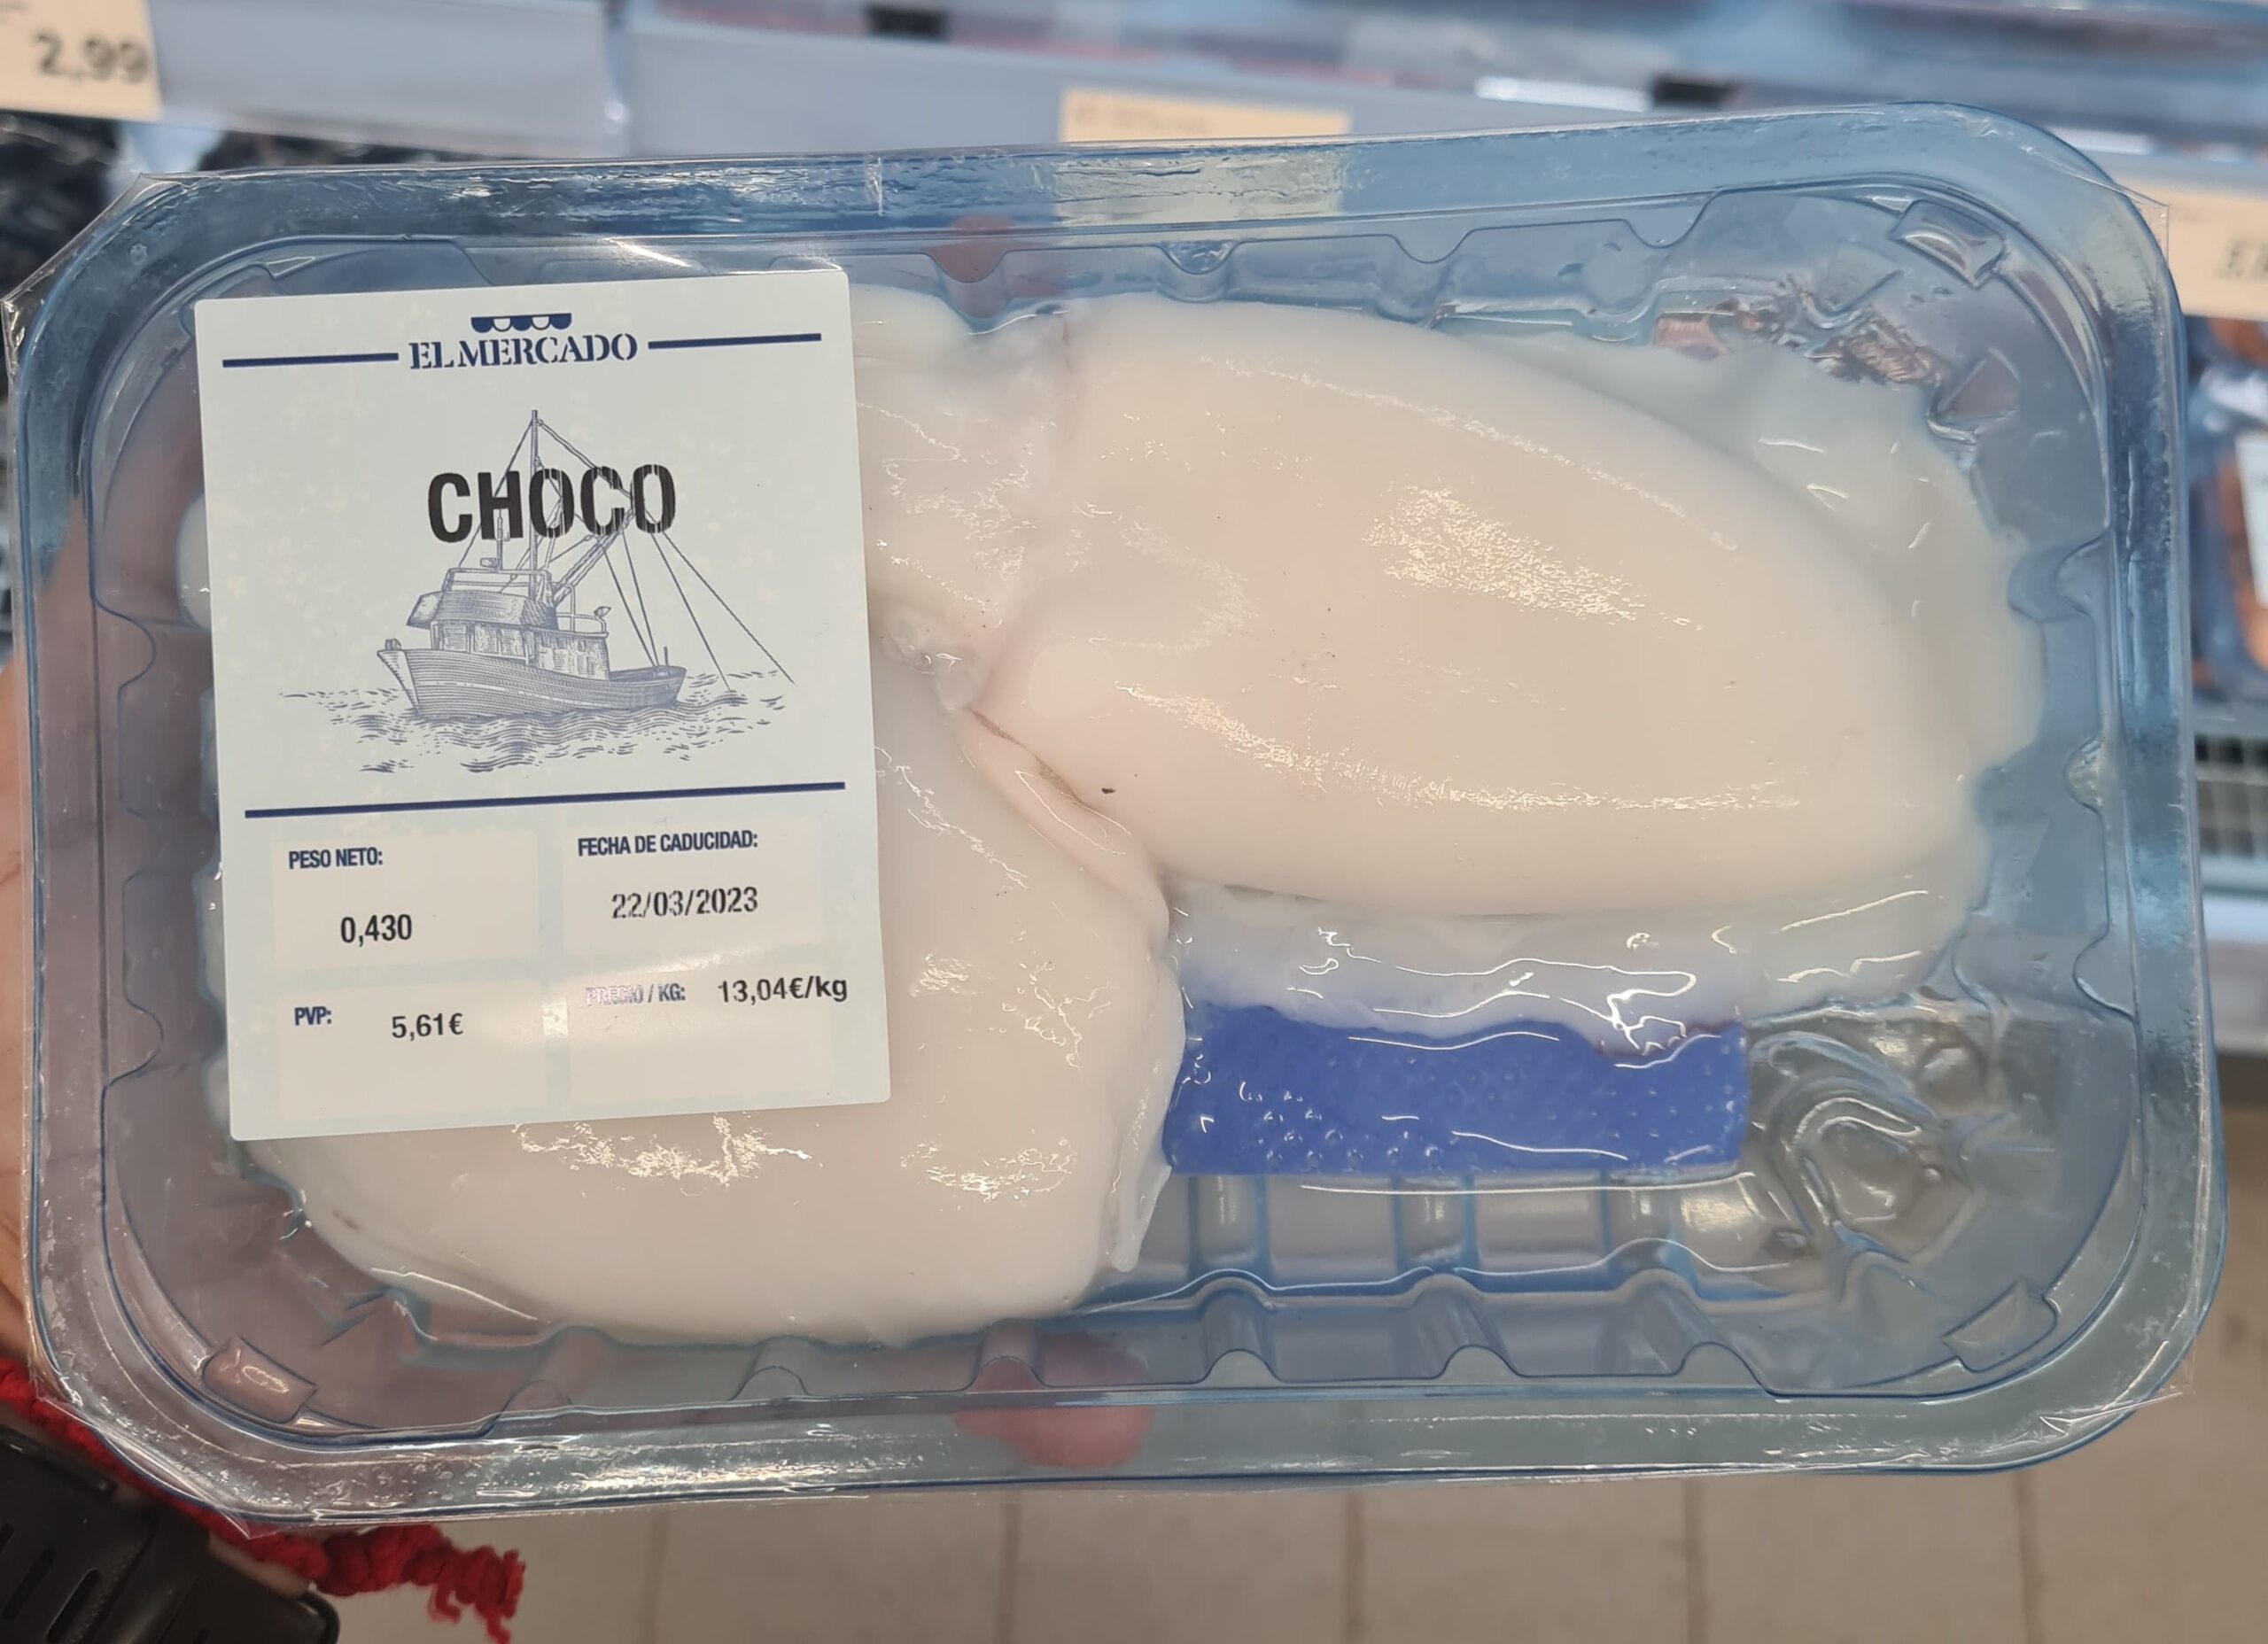 2,99
EL MERCADO
CHOCO
PESO NETO:
0,430
FECHA DE CADUCIDAD:
22/03/2023
PVP:
5,61€
PRECIO / KG:
13,04€/kg